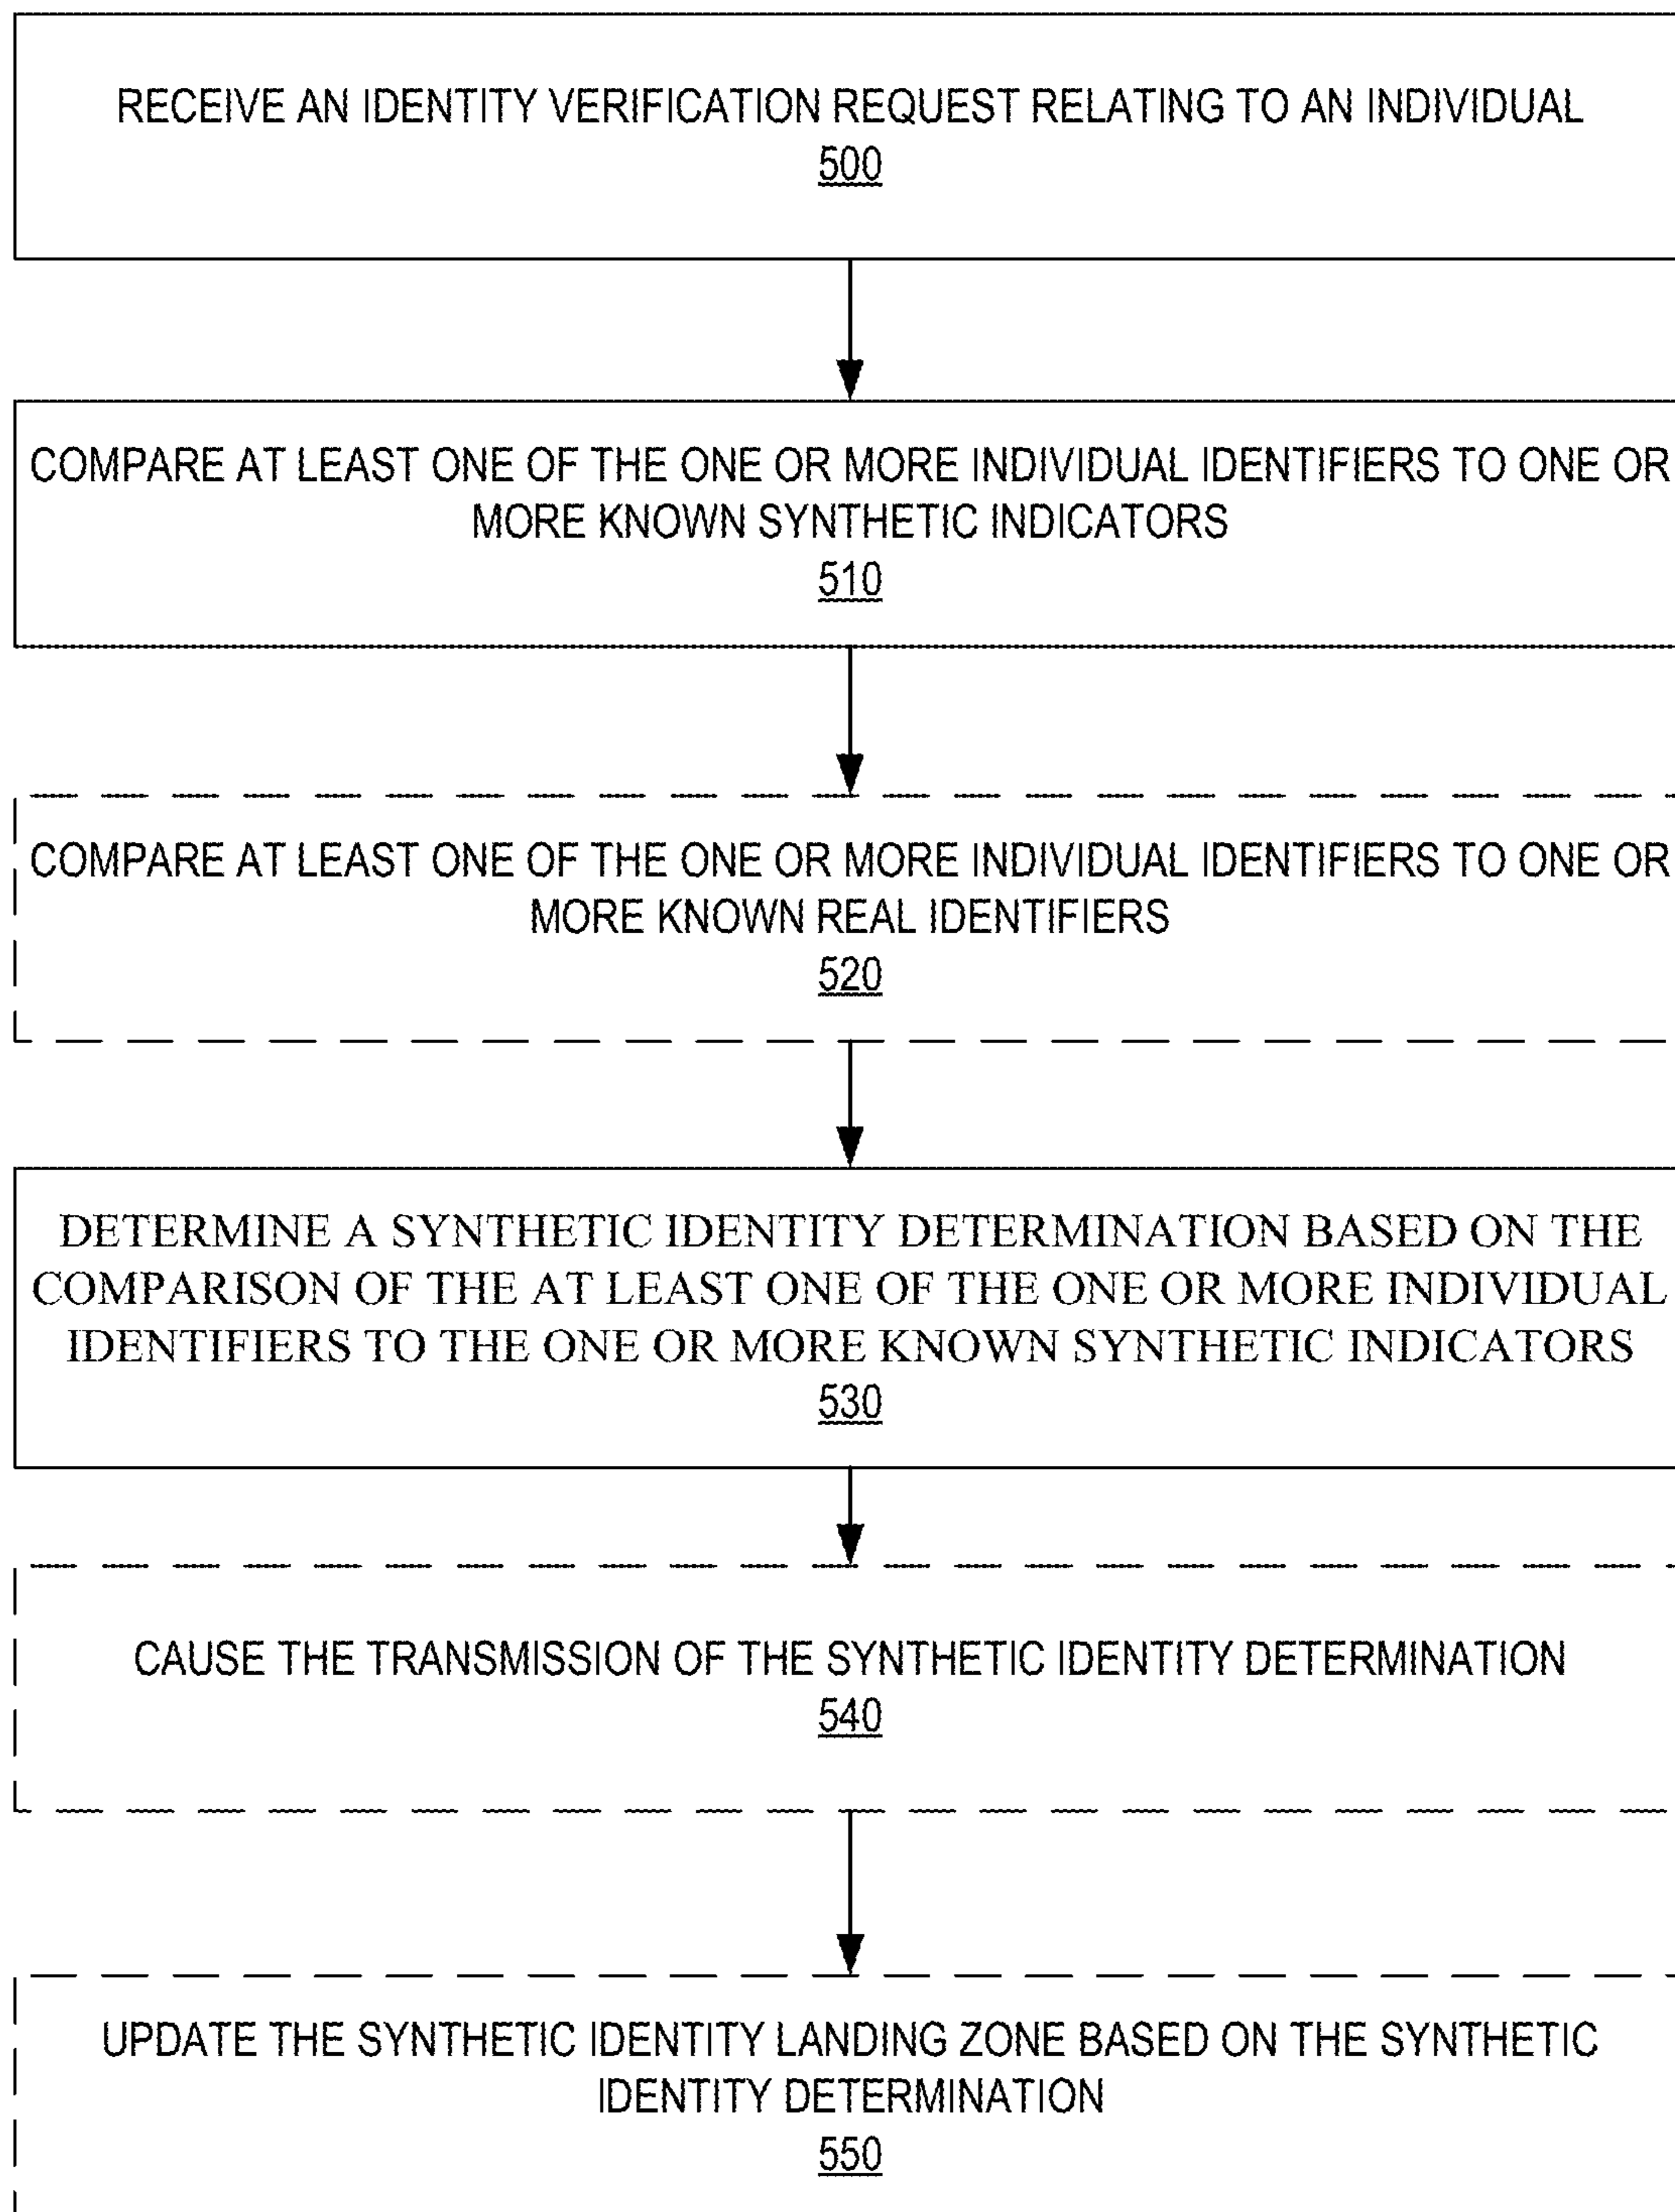 RECEIVE AN IDENTITY VERIFICATION REQUEST RELATING TO AN INDIVIDUAL
500
COMPARE AT LEAST ONE OF THE ONE OR MORE INDIVIDUAL IDENTIFIERS TO ONE OR
MORE KNOWN SYNTHETIC INDICATORS
510
COMPARE AT LEAST ONE OF THE ONE OR MORE INDIVIDUAL IDENTIFIERS TO ONE OR
MORE KNOWN REAL IDENTIFIERS
520
DETERMINE A SYNTHETIC IDENTITY DETERMINATION BASED ON THE
COMPARISON OF THE AT LEAST ONE OF THE ONE OR MORE INDIVIDUAL
IDENTIFIERS TO THE ONE OR MORE KNOWN SYNTHETIC INDICATORS
530
CAUSE THE TRANSMISSION OF THE SYNTHETIC IDENTITY DETERMINATION
540
UPDATE THE SYNTHETIC IDENTITY LANDING ZONE BASED ON THE SYNTHETIC
IDENTITY DETERMINATION
550